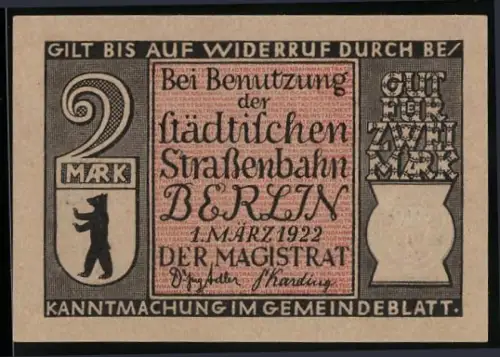 GILT BIS AUF WIDERRUF DURCH BE/
2
MARK
Bei Benutzung
der
städtischen
Straßenbahn
BERLIN
1. MÄRZ 1922
DER MAGISTRAT
GUT
FÜR
ZWEI
MARK
KANNTMACHUNG IM GEMEINDEBLATT.